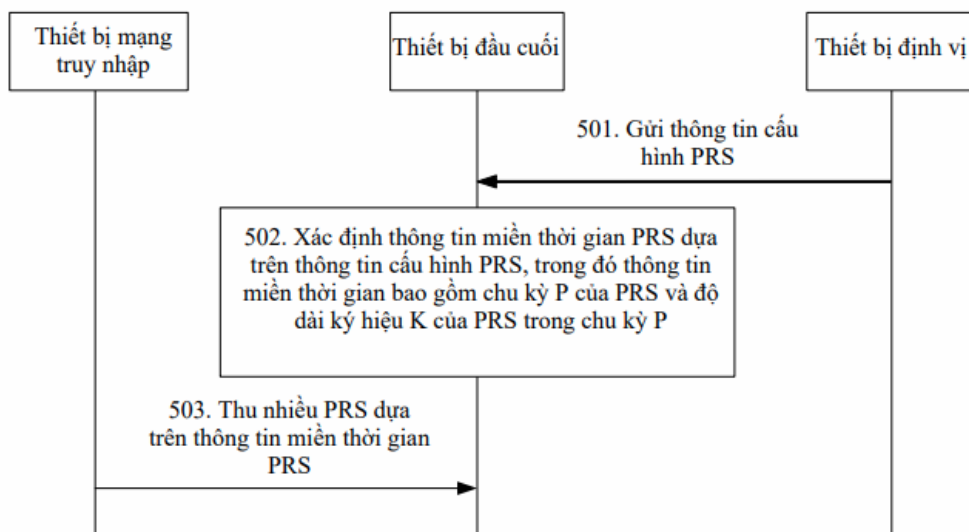 Thiết bị mạng
truy nhập
Thiết bị đầu cuối
Thiết bị định vị
501. Gửi thông tin cấu
hình PRS
502. Xác định thông tin miền thời gian PRS dựa
trên thông tin cấu hình PRS, trong đó thông tin
miền thời gian bao gồm chu kỳ P của PRS và độ
dài ký hiệu K của PRS trong chu kỳ P
503. Thu nhiều PRS dựa
trên thông tin miền thời gian
PRS